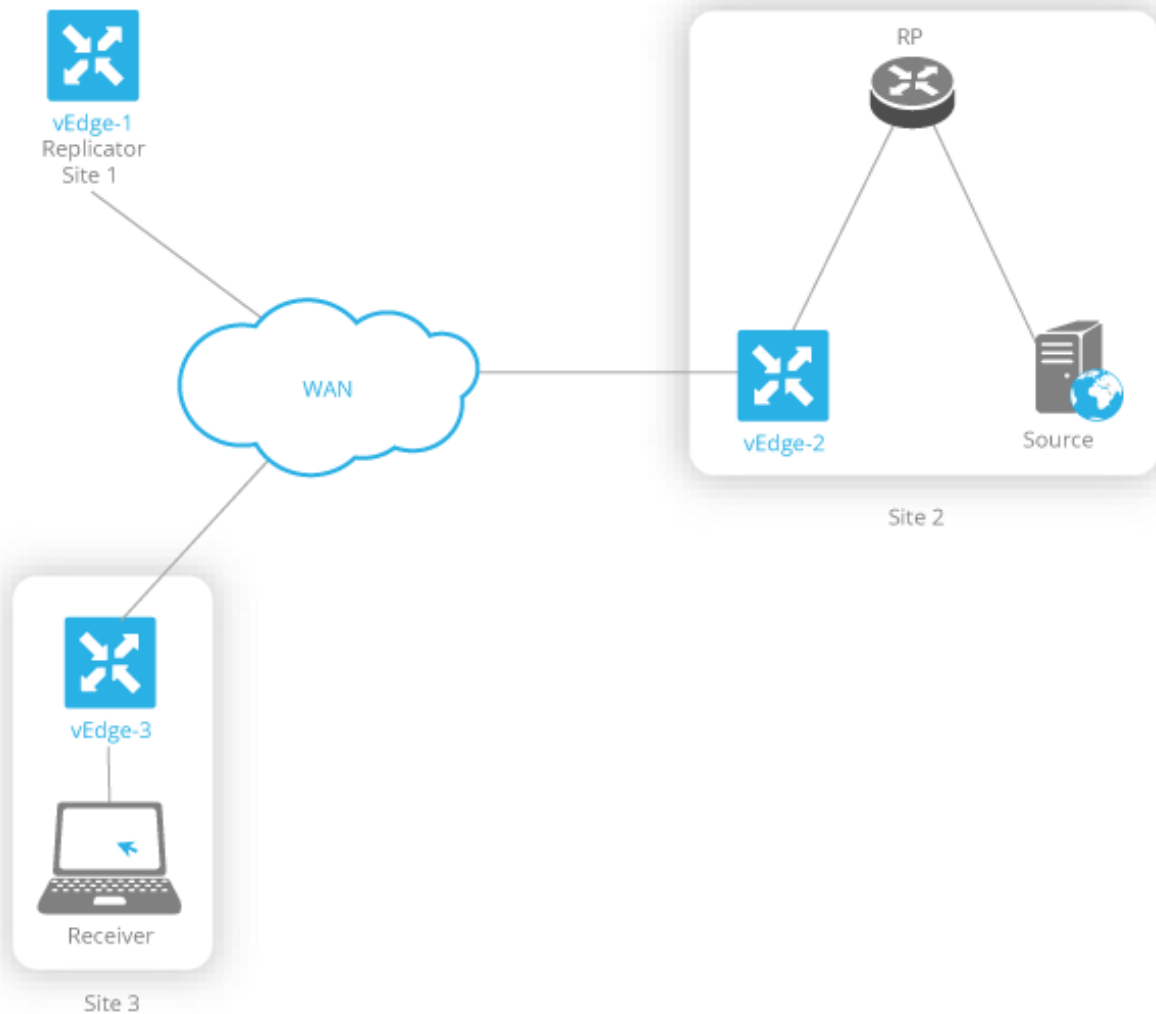 RP
vEdge-1
Replicator
Site 1
WAN
vEdge-2
Source
Site 2
vEdge-3
Receiver
Site 3